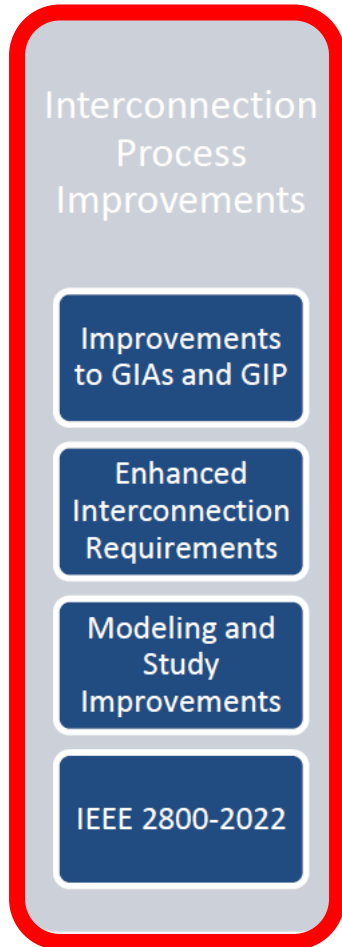 Interconnection
Process
Improvements
Improvements
to GIAs and GIP
Enhanced
Interconnection
Requirements
Modeling and
Study
Improvements
IEEE 2800-2022